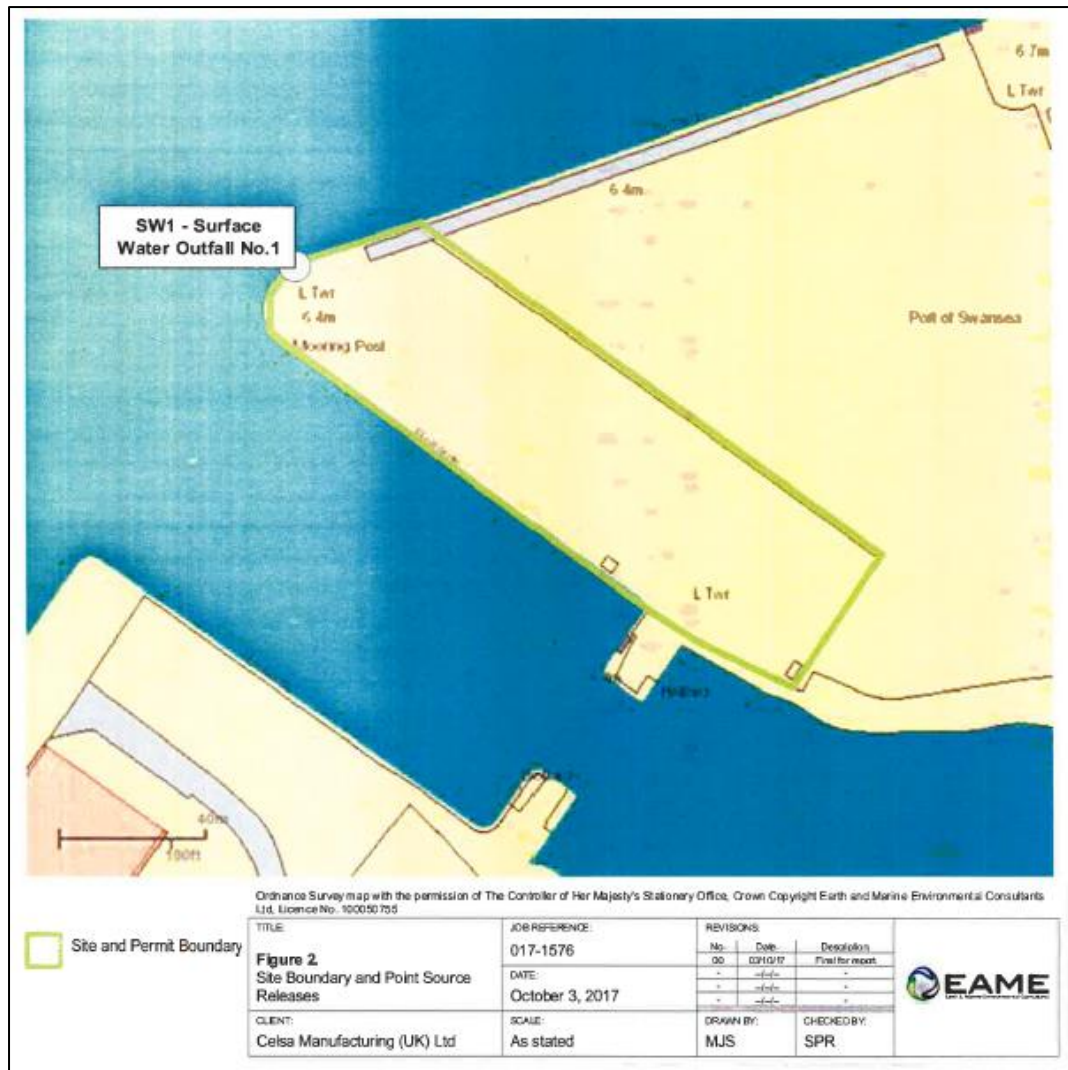 6.7m
L Twr
6.4m
SW1 - Surface
Water Outfall No.1
L Twr
6.4m
Mooring Post
Port of Swansea
L Twr
40m
100ft
Ordnance Survey map with the permission of The Controller of Her Majesty's Stationery Office, Crown Copyright Earth and Marine Environmental Consultants
Ltd, Licence No. 100050755
Site and Permit Boundary
TITLE:
Figure 2
Site Boundary and Point Source
Releases
JOB REFERENCE:
017-1576
DATE:
October 3, 2017
REVISIONS:
No. Date Description
00 03/10/17 Final for report
- --/--/-- -
- --/--/-- -
- --/--/-- -
CLIENT:
Celsa Manufacturing (UK) Ltd
SCALE:
As stated
DRAWN BY:
MJS
CHECKED BY:
SPR
EAME
Earth & Marine Environmental Consultants